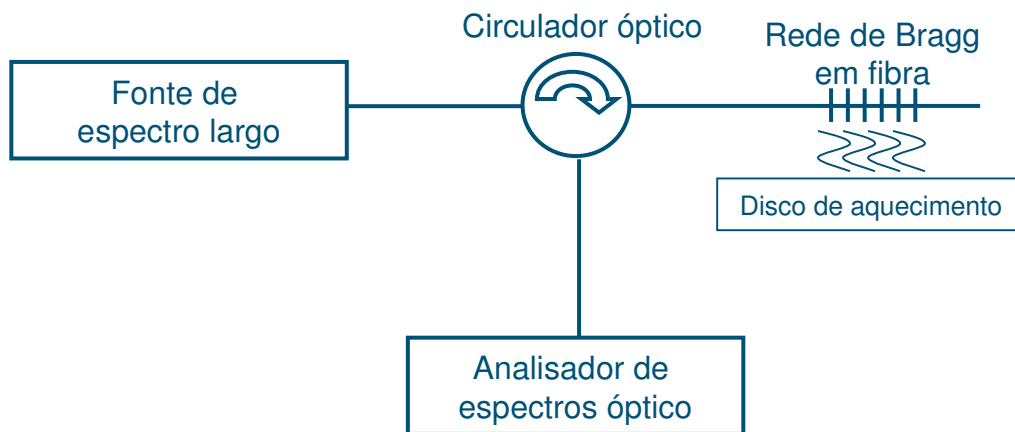 Circulador óptico
Rede de Bragg
em fibra
Fonte de
espectro largo
Disco de aquecimento
Analisador de
espectros óptico